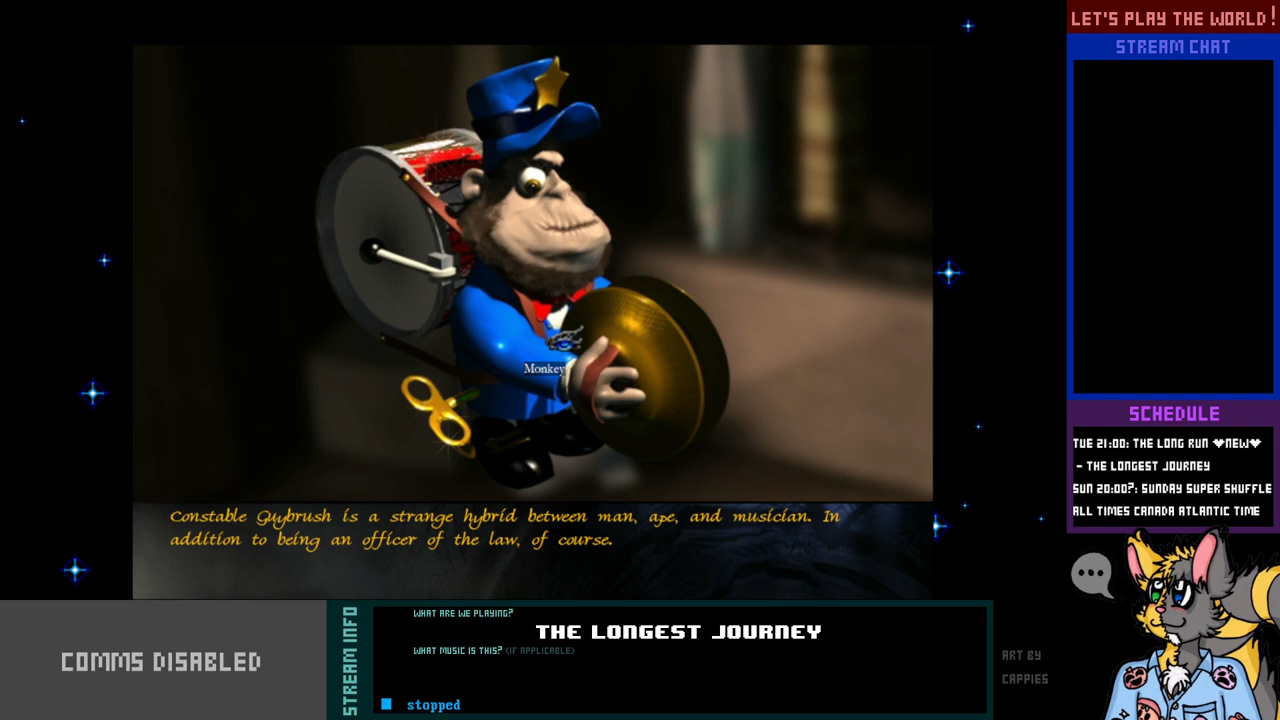 LET'S PLAY THE WORLD!
STREAM CHAT
Monkey
Constable Guybrush is a strange hybrid between man, ape, and musician. In
addition to being an officer of the law, of course.
SCHEDULE
TUE 21:00: THE LONG RUN ♥NEW♥
- THE LONGEST JOURNEY
SUN 20:00?: SUNDAY SUPER SHUFFLE
ALL TIMES CANADA ATLANTIC TIME
COMMS DISABLED
STREAM INFO
WHAT ARE WE PLAYING?
THE LONGEST JOURNEY
WHAT MUSIC IS THIS? (IF APPLICABLE)
stopped
ART BY
CAPPIES